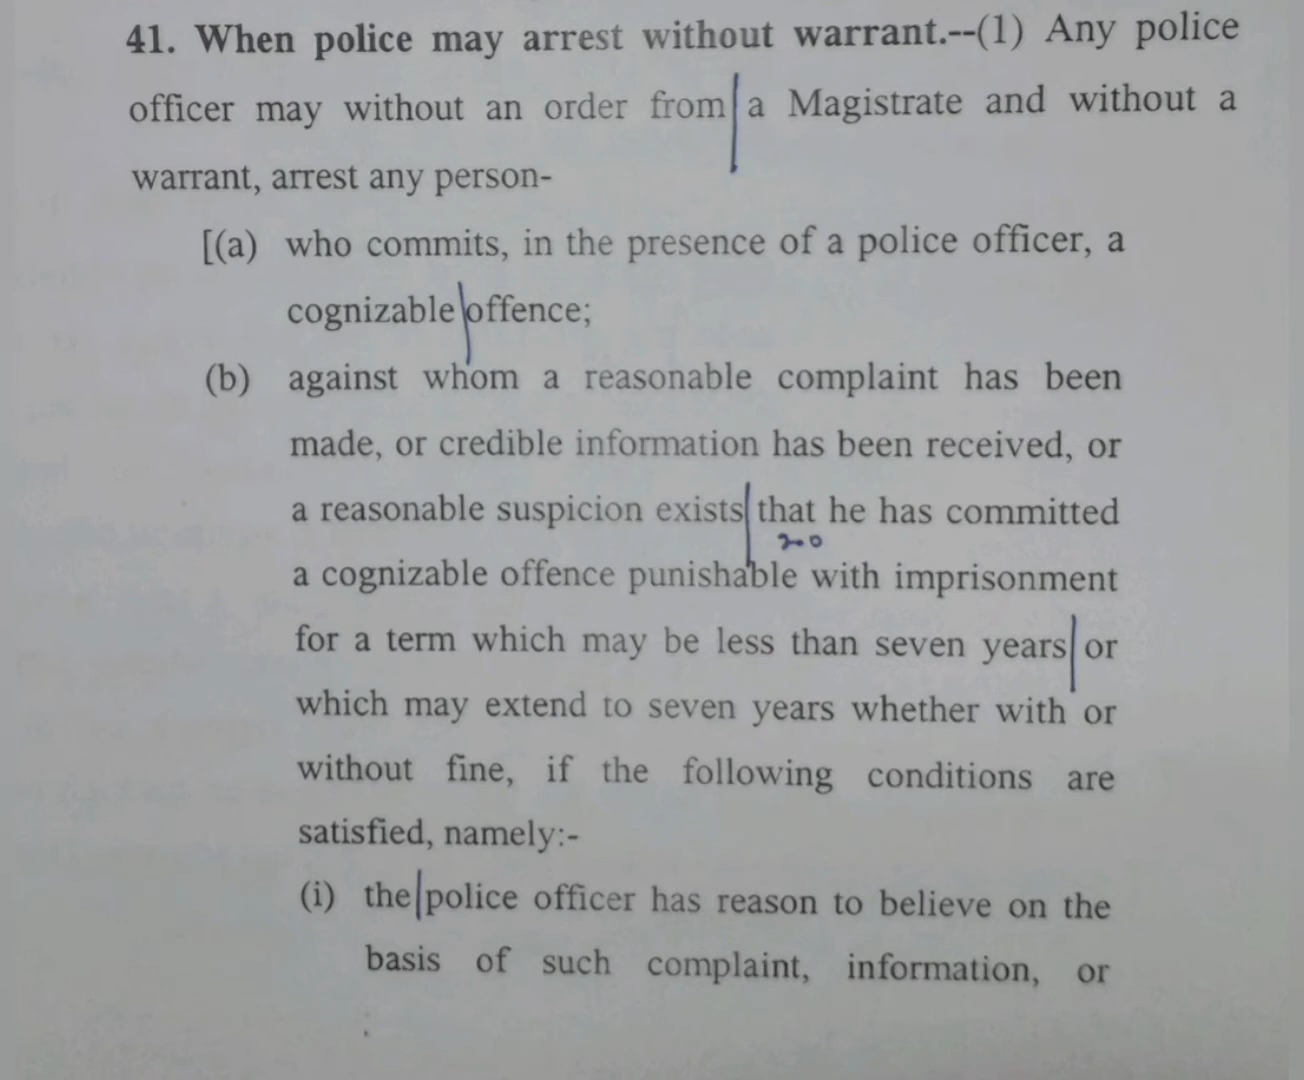 41. When police may arrest without warrant.--(1) Any police
officer may without an order from a Magistrate and without a
warrant, arrest any person-
[(a) who commits, in the presence of a police officer, a
cognizable offence;
(b) against whom a reasonable complaint has been
made, or credible information has been received, or
a reasonable suspicion exists that he has committed
a cognizable offence punishable with imprisonment
for a term which may be less than seven years or
which may extend to seven years whether with or
without fine, if the following conditions are
satisfied, namely:-
(i) the police officer has reason to believe on the
basis of such complaint, information, or